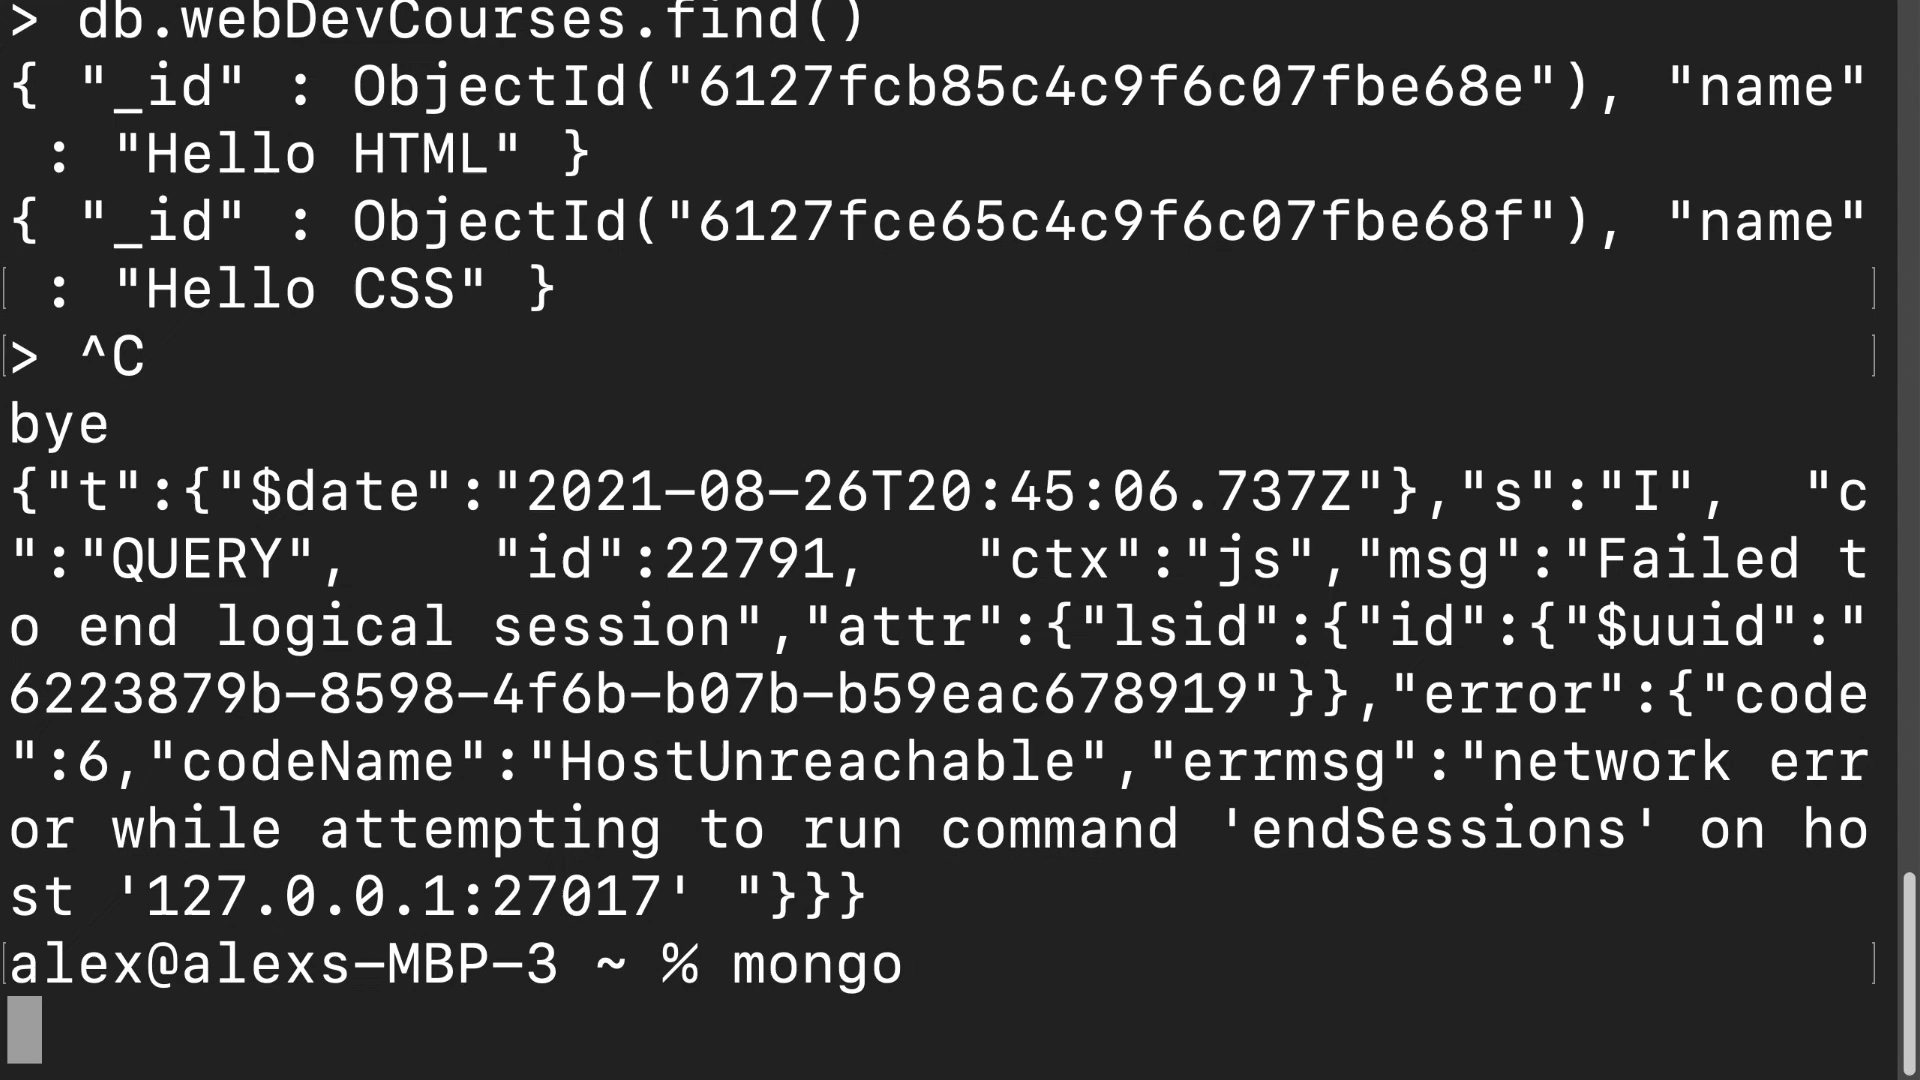 > db.webDevCourses.find()
{ "_id" : ObjectId("6127fcb85c4c9f6c07fbe68e"), "name"
 : "Hello HTML" }
{ "_id" : ObjectId("6127fce65c4c9f6c07fbe68f"), "name"
 : "Hello CSS" }
> ^C
bye
{"t":{"$date":"2021-08-26T20:45:06.737Z"},"s":"I",  "c
":"QUERY",    "id":22791,   "ctx":"js","msg":"Failed t
o end logical session","attr":{"lsid":{"id":{"$uuid":"
6223879b-8598-4f6b-b07b-b59eac678919"}},"error":{"code
":6,"codeName":"HostUnreachable","errmsg":"network err
or while attempting to run command 'endSessions' on ho
st '127.0.0.1:27017' "}}}
alex@alexs-MBP-3 ~ % mongo